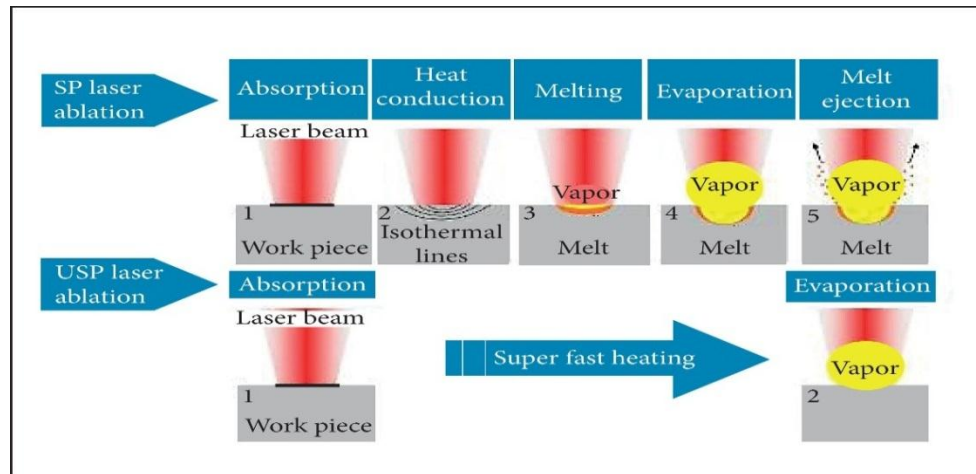 SP laser
ablation
Absorption
Heat
conduction
Melting
Evaporation
Melt
ejection
Laser beam
1
Work piece
2
Isothermal
lines
Vapor
3
Melt
Vapor
4
Melt
Vapor
5
Melt
USP laser
ablation
Absorption
Laser beam
1
Work piece
Super fast heating
Evaporation
Vapor
2